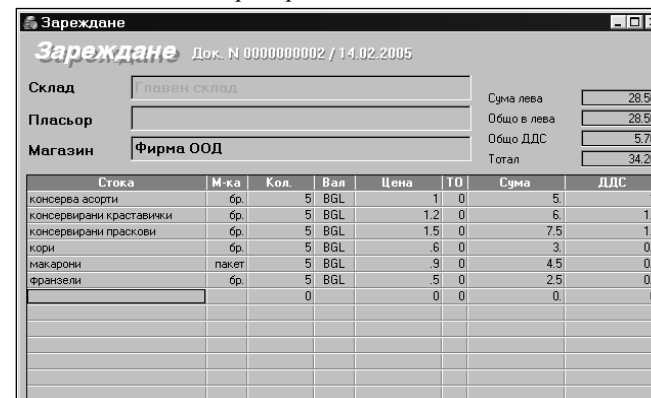 Зареждане
Зареждане Док. N 0000000002 / 14.02.2005
Склад Главен склад
Пласьор
Магазин Фирма ООД
Сума лева 28.5
Общо в лева 28.5
Общо ДДС 5.7
Тотал 34.2
Стока М-ка Кол. Вал Цена ТО Сума ДДС
консерва асорти бр. 5 BGL 1 0 5.
консервирани краставички бр. 5 BGL 1.2 0 6. 1.
консервирани праскови бр. 5 BGL 1.5 0 7.5 1.
кори бр. 5 BGL .6 0 3. 0.
макарони пакет 5 BGL .9 0 4.5 0.
франзели бр. 5 BGL .5 0 2.5 0.
0 0 0 0.